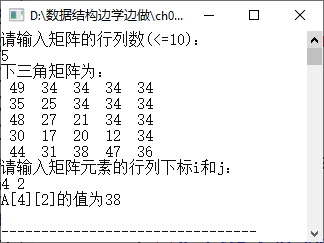 D:\数据结构边学边做\ch0...
请输入矩阵的行列数(<=10):
5
下三角矩阵为:
49 34 34 34 34
35 25 34 34 34
48 27 21 34 34
30 17 20 12 34
44 31 38 47 36
请输入矩阵元素的行列下标i和j:
4 2
A[4][2]的值为38
--------------------------------